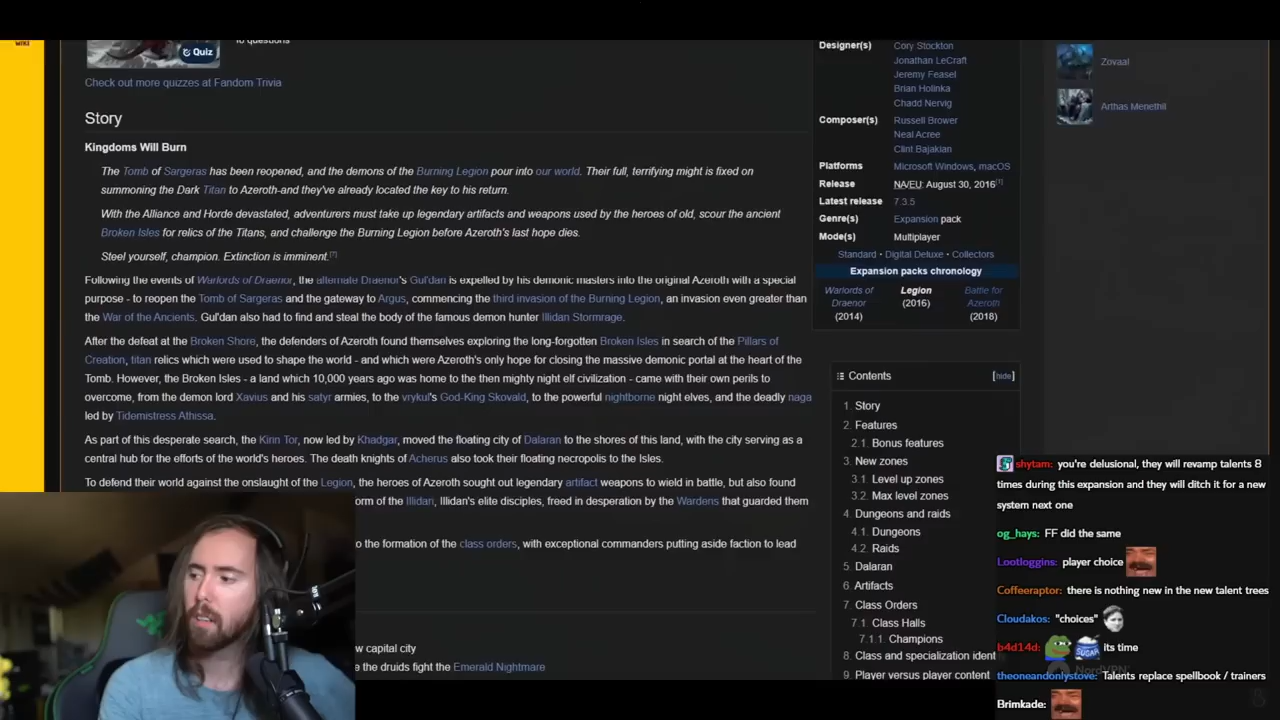 WIKI
Quiz
10 questions
Check out more quizzes at Fandom Trivia
Story
Kingdoms Will Burn
The Tomb of Sargeras has been reopened, and the demons of the Burning Legion pour into our world. Their full, terrifying might is fixed on
summoning the Dark Titan to Azeroth-and they've already located the key to his return.
With the Alliance and Horde devastated, adventurers must take up legendary artifacts and weapons used by the heroes of old, scour the ancient
Broken Isles for relics of the Titans, and challenge the Burning Legion before Azeroth's last hope dies.
Steel yourself, champion. Extinction is imminent.[7]
Following the events of Warlords of Draenor, the alternate Draenor's Gul'dan is expelled by his demonic masters into the original Azeroth with a special
purpose - to reopen the Tomb of Sargeras and the gateway to Argus, commencing the third invasion of the Burning Legion, an invasion even greater than
the War of the Ancients. Gul'dan also had to find and steal the body of the famous demon hunter Illidan Stormrage.
After the defeat at the Broken Shore, the defenders of Azeroth found themselves exploring the long-forgotten Broken Isles in search of the Pillars of
Creation, titan relics which were used to shape the world - and which were Azeroth's only hope for closing the massive demonic portal at the heart of the
Tomb. However, the Broken Isles - a land which 10,000 years ago was home to the then mighty night elf civilization - came with their own perils to
overcome, from the demon lord Xavius and his satyr armies, to the vrykul's God-King Skovald, to the powerful nightborne night elves, and the deadly naga
led by Tidemistress Athissa.
As part of this desperate search, the Kirin Tor, now led by Khadgar, moved the floating city of Dalaran to the shores of this land, with the city serving as a
central hub for the efforts of the world's heroes. The death knights of Acherus also took their floating necropolis to the Isles.
To defend their world against the onslaught of the Legion, the heroes of Azeroth sought out legendary artifact weapons to wield in battle, but also found
orm of the Illidari, Illidan's elite disciples, freed in desperation by the Wardens that guarded them
o the formation of the class orders, with exceptional commanders putting aside faction to lead
w capital city
e the druids fight the Emerald Nightmare
Designer(s) Cory Stockton
Jonathan LeCraft
Jeremy Feasel
Brian Holinka
Chadd Nervig
Composer(s) Russell Brower
Neal Acree
Clint Bajakian
Platforms Microsoft Windows, macOS
Release NA/EU: August 30, 2016[1]
Latest release 7.3.5
Genre(s) Expansion pack
Mode(s) Multiplayer
Standard · Digital Deluxe · Collectors
Expansion packs chronology
Warlords of Legion Battle for
Draenor (2016) Azeroth
(2014) (2018)
Contents [hide]
1. Story
2. Features
2.1. Bonus features
3. New zones
3.1. Level up zones
3.2. Max level zones
4. Dungeons and raids
4.1. Dungeons
4.2. Raids
5. Dalaran
6. Artifacts
7. Class Orders
7.1. Class Halls
7.1.1. Champions
8. Class and specialization ident
9. Player versus player content
Zovaal
Arthas Menethil
shytam: you're delusional, they will revamp talents 8
times during this expansion and they will ditch it for a new
system next one
og_hays: FF did the same
Lootloggins: player choice
Coffeeraptor: there is nothing new in the new talent trees
Cloudakos: "choices"
b4d14d: SUGAR its time
NordVPN
theoneandonlystove: Talents replace spellbook / trainers
Brimkade: